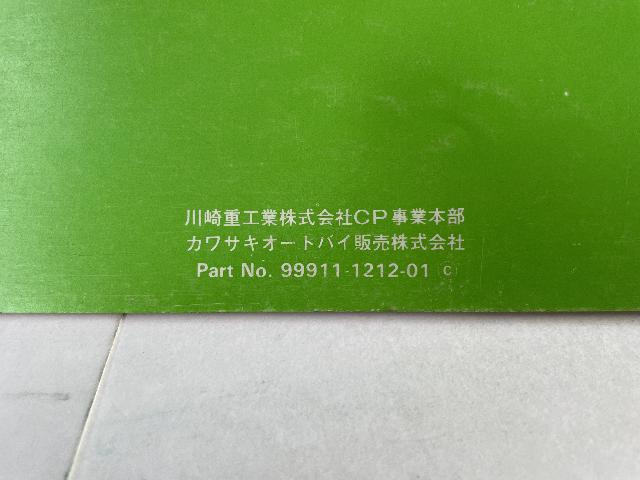 川崎重工業株式会社CP事業本部
カワサキオートバイ販売株式会社
Part No. 99911-1212-01 (C)